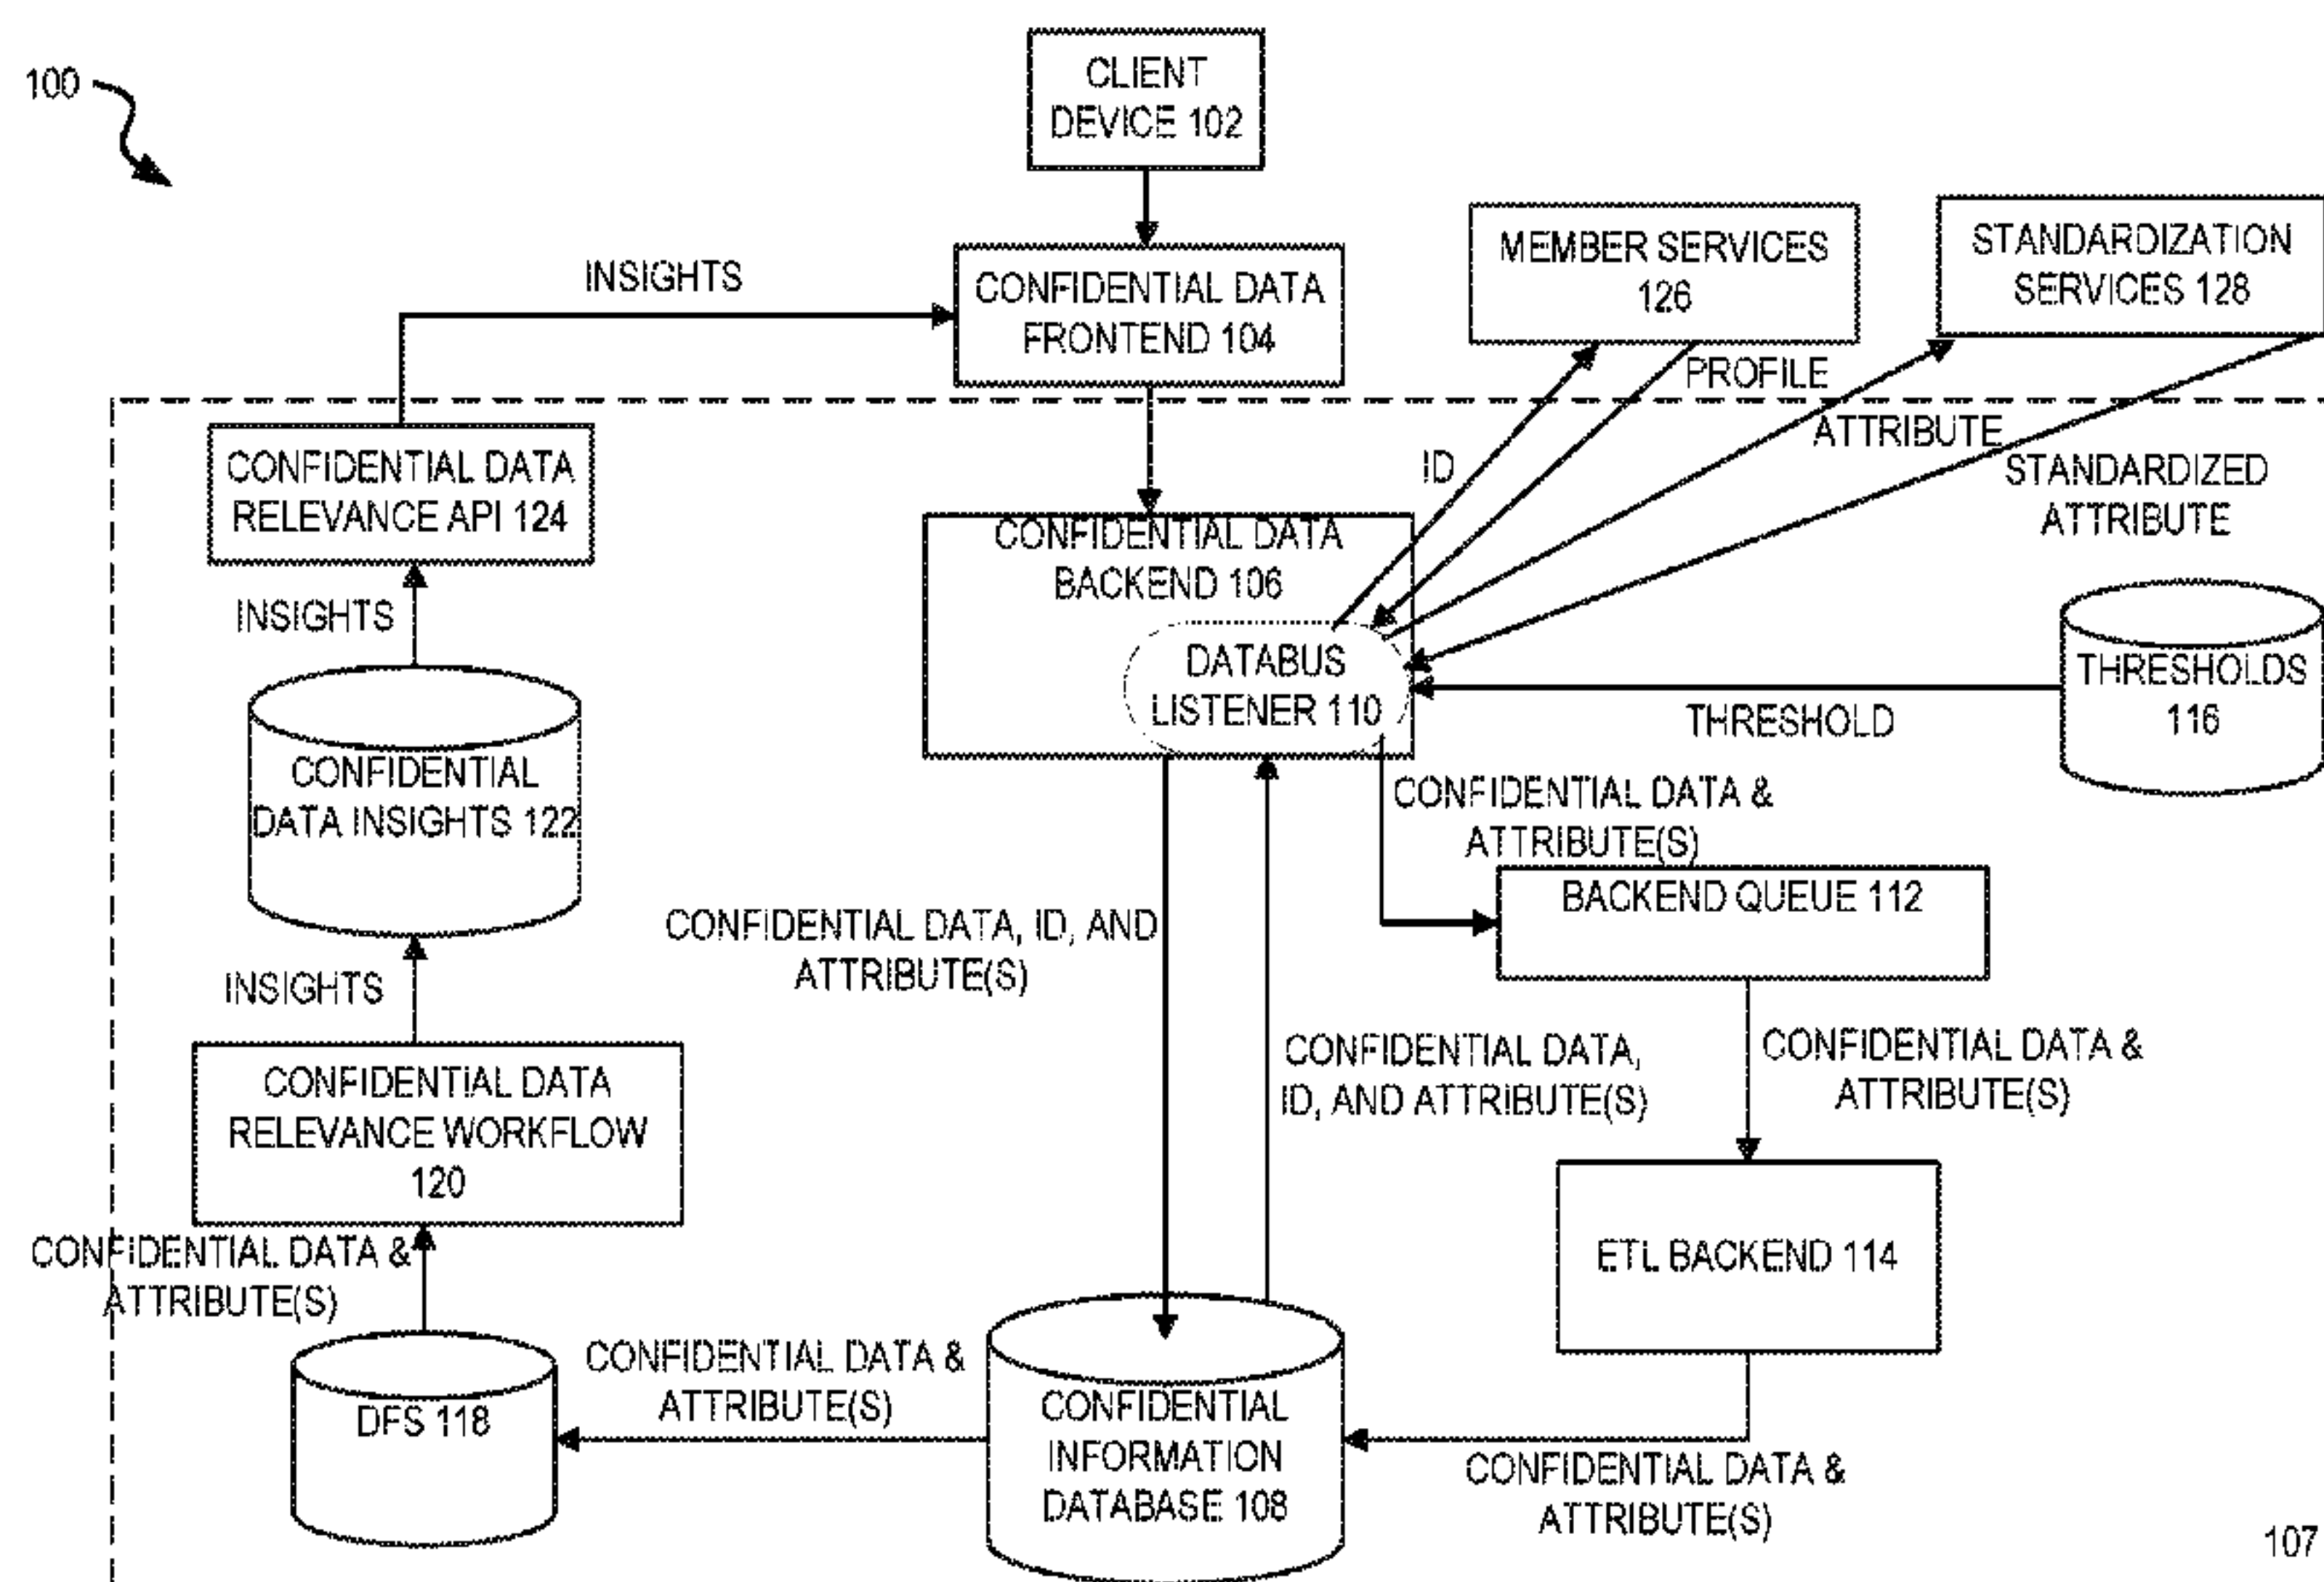 100
CLIENT
DEVICE 102
INSIGHTS
CONFIDENTIAL DATA
FRONTEND 104
MEMBER SERVICES
126
STANDARDIZATION
SERVICES 128
PROFILE
ATTRIBUTE
ID
STANDARDIZED
ATTRIBUTE
CONFIDENTIAL DATA
RELEVANCE API 124
CONFIDENTIAL DATA
BACKEND 106
DATABUS
LISTENER 110
THRESHOLD
THRESHOLDS
116
INSIGHTS
CONFIDENTIAL
DATA INSIGHTS 122
CONFIDENTIAL DATA &
ATTRIBUTE(S)
BACKEND QUEUE 112
CONFIDENTIAL DATA, ID, AND
ATTRIBUTE(S)
INSIGHTS
CONFIDENTIAL DATA,
ID, AND ATTRIBUTE(S)
CONFIDENTIAL DATA &
ATTRIBUTE(S)
CONFIDENTIAL DATA
RELEVANCE WORKFLOW
120
ETL BACKEND 114
CONFIDENTIAL DATA &
ATTRIBUTE(S)
DFS 118
CONFIDENTIAL DATA &
ATTRIBUTE(S)
CONFIDENTIAL
INFORMATION
DATABASE 108
CONFIDENTIAL DATA &
ATTRIBUTE(S)
107